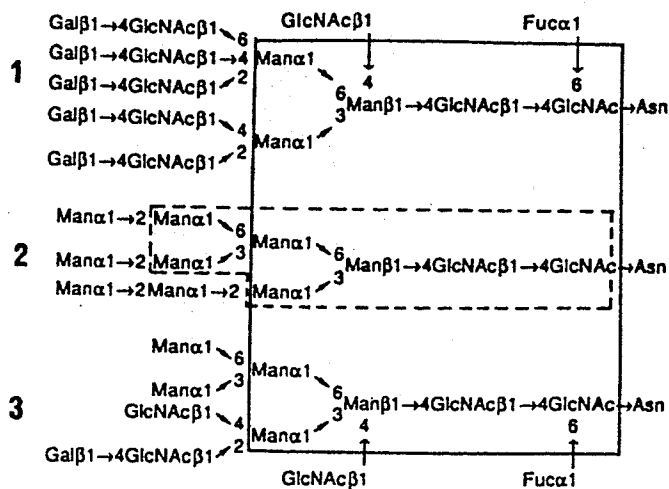 GlcNAcβ1 Fucα1
Galβ1→4GlcNAcβ1 6
Galβ1→4GlcNAcβ1→4 Manα1
1 Galβ1→4GlcNAcβ1 2 4 6
6 Manβ1→4GlcNAcβ1→4GlcNAc→Asn
Galβ1→4GlcNAcβ1 3
4 Manα1
Galβ1→4GlcNAcβ1 2
Manα1→2 Manα1
6 Manα1
2 Manα1→2 Manα1 3 6
Manβ1→4GlcNAcβ1→4GlcNAc→Asn
Manα1→2Manα1→2 Manα1 3
Manα1
6 Manα1
Manα1 3 6
3 GlcNAcβ1 3 Manβ1→4GlcNAcβ1→4GlcNAc→Asn
4 Manα1 4 6
Galβ1→4GlcNAcβ1 2
GlcNAcβ1 Fucα1